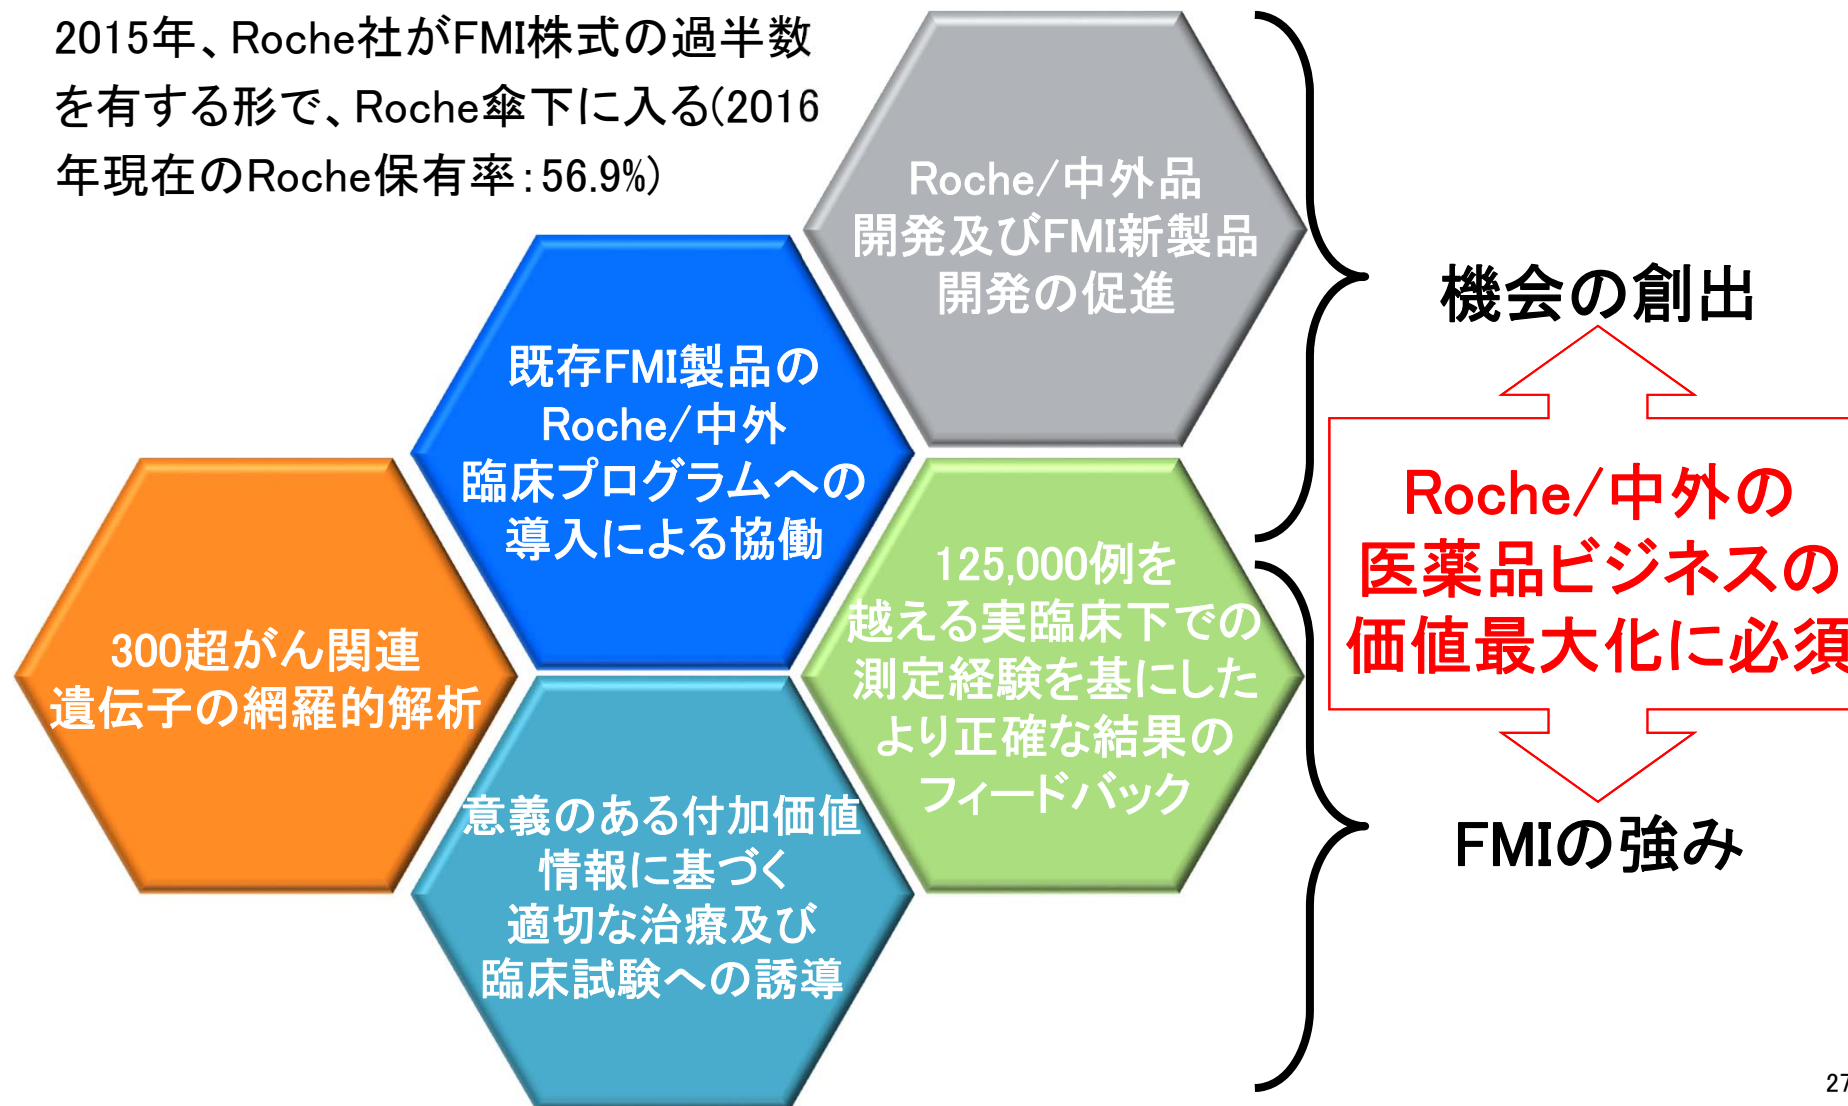 2015年、Roche社がFMI株式の過半数
を有する形で、Roche傘下に入る(2016
年現在のRoche保有率:56.9%)
Roche/中外品
開発及びFMI新製品
開発の促進
既存FMI製品の
Roche/中外
臨床プログラムへの
導入による協働
300超がん関連
遺伝子の網羅的解析
125,000例を
越える実臨床下での
測定経験を基にした
より正確な結果の
フィードバック
意義のある付加価値
情報に基づく
適切な治療及び
臨床試験への誘導
機会の創出
Roche/中外の
医薬品ビジネスの
価値最大化に必須
FMIの強み
27